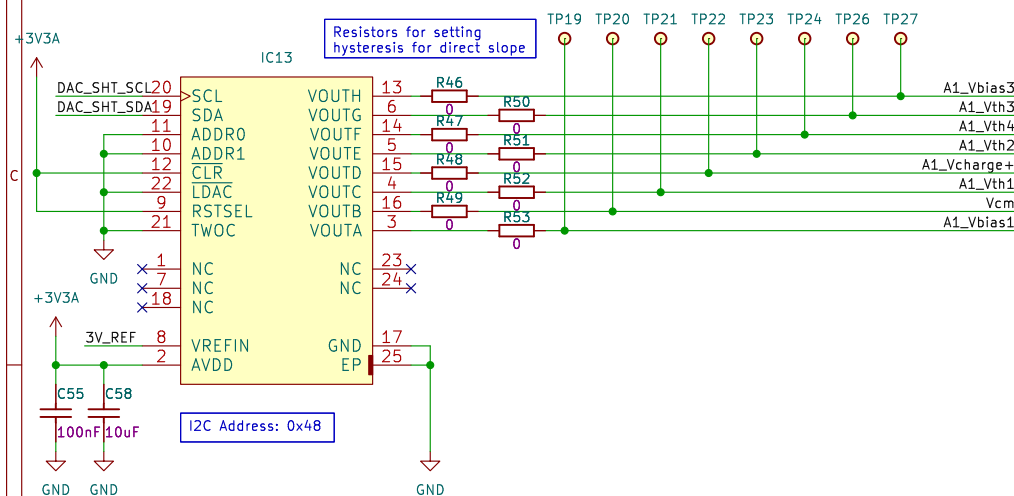 TP19 TP20 TP21 TP22 TP23 TP24 TP26 TP27
+3V3A
Resistors for setting
hysteresis for direct slope
IC13
DAC_SHT_SCL 20 SCL VOUTH 13 R46 0 A1_Vbias3
DAC_SHT_SDA 19 SDA VOUTG 6 R50 0 A1_Vth3
11 ADDR0 VOUTF 14 R47 0 A1_Vth4
10 ADDR1 VOUTE 5 R51 0 A1_Vth2
C 12 CLR VOUTD 15 R48 0 A1_Vcharge+
22 LDAC VOUTC 4 R52 0 A1_Vth1
9 RSTSEL VOUTB 16 R49 0 Vcm
21 TWOC VOUTA 3 R53 0 A1_Vbias1
GND
1 NC NC 23
7 NC NC 24
18 NC
+3V3A
3V_REF 8 VREFIN GND 17
2 AVDD EP 25
C55 C58
100nF 10uF
I2C Address: 0x48
GND GND GND